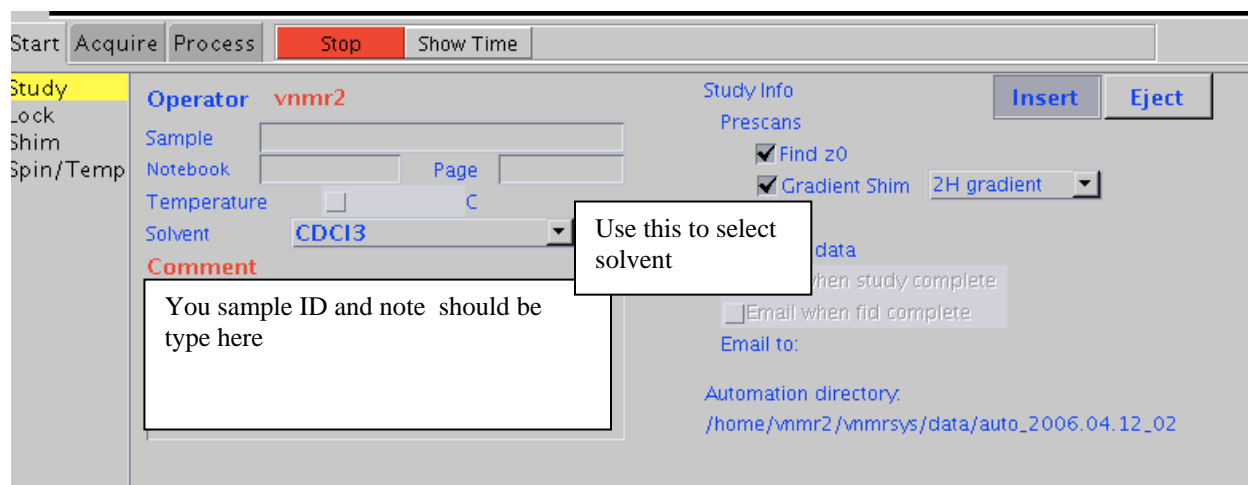 Start Acquire Process Stop Show Time
Study
Lock
Shim
Spin/Temp
Operator vnmr2
Sample
Notebook Page
Temperature C
Solvent CDCl3
Comment
You sample ID and note should be
type here
Use this to select
solvent
Study Info
Insert Eject
Prescans
Find z0
Gradient Shim 2H gradient
data
when study complete
Email when fid complete
Email to:
Automation directory:
/home/vnmr2/vnmrsys/data/auto_2006.04.12_02